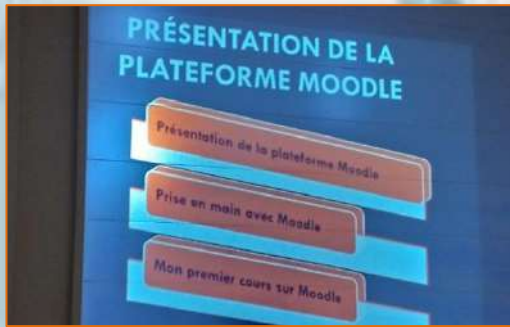 PRÉSENTATION DE LA
PLATEFORME MOODLE
Présentation de la plateforme Moodle
Prise en main avec Moodle
Mon premier cours sur Moodle